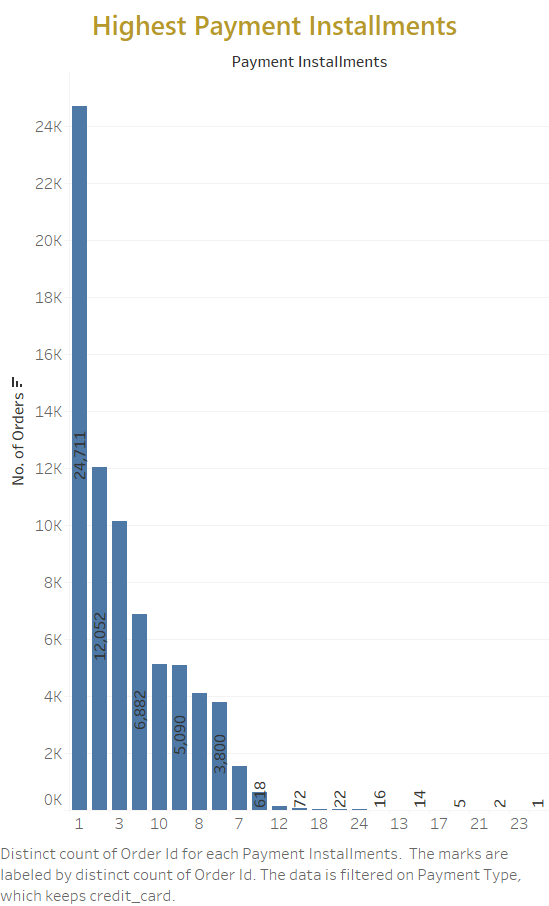 Highest Payment Installments
Payment Installments
No. of Orders
24K
22K
20K
18K
16K
14K
12K
10K
8K
6K
4K
2K
0K
24,711
12,052
6,882
5,090
3,800
618
72
22
16
14
5
2
1
1 3 10 8 7 12 18 24 13 17 21 23
Distinct count of Order Id for each Payment Installments. The marks are
labeled by distinct count of Order Id. The data is filtered on Payment Type,
which keeps credit_card.